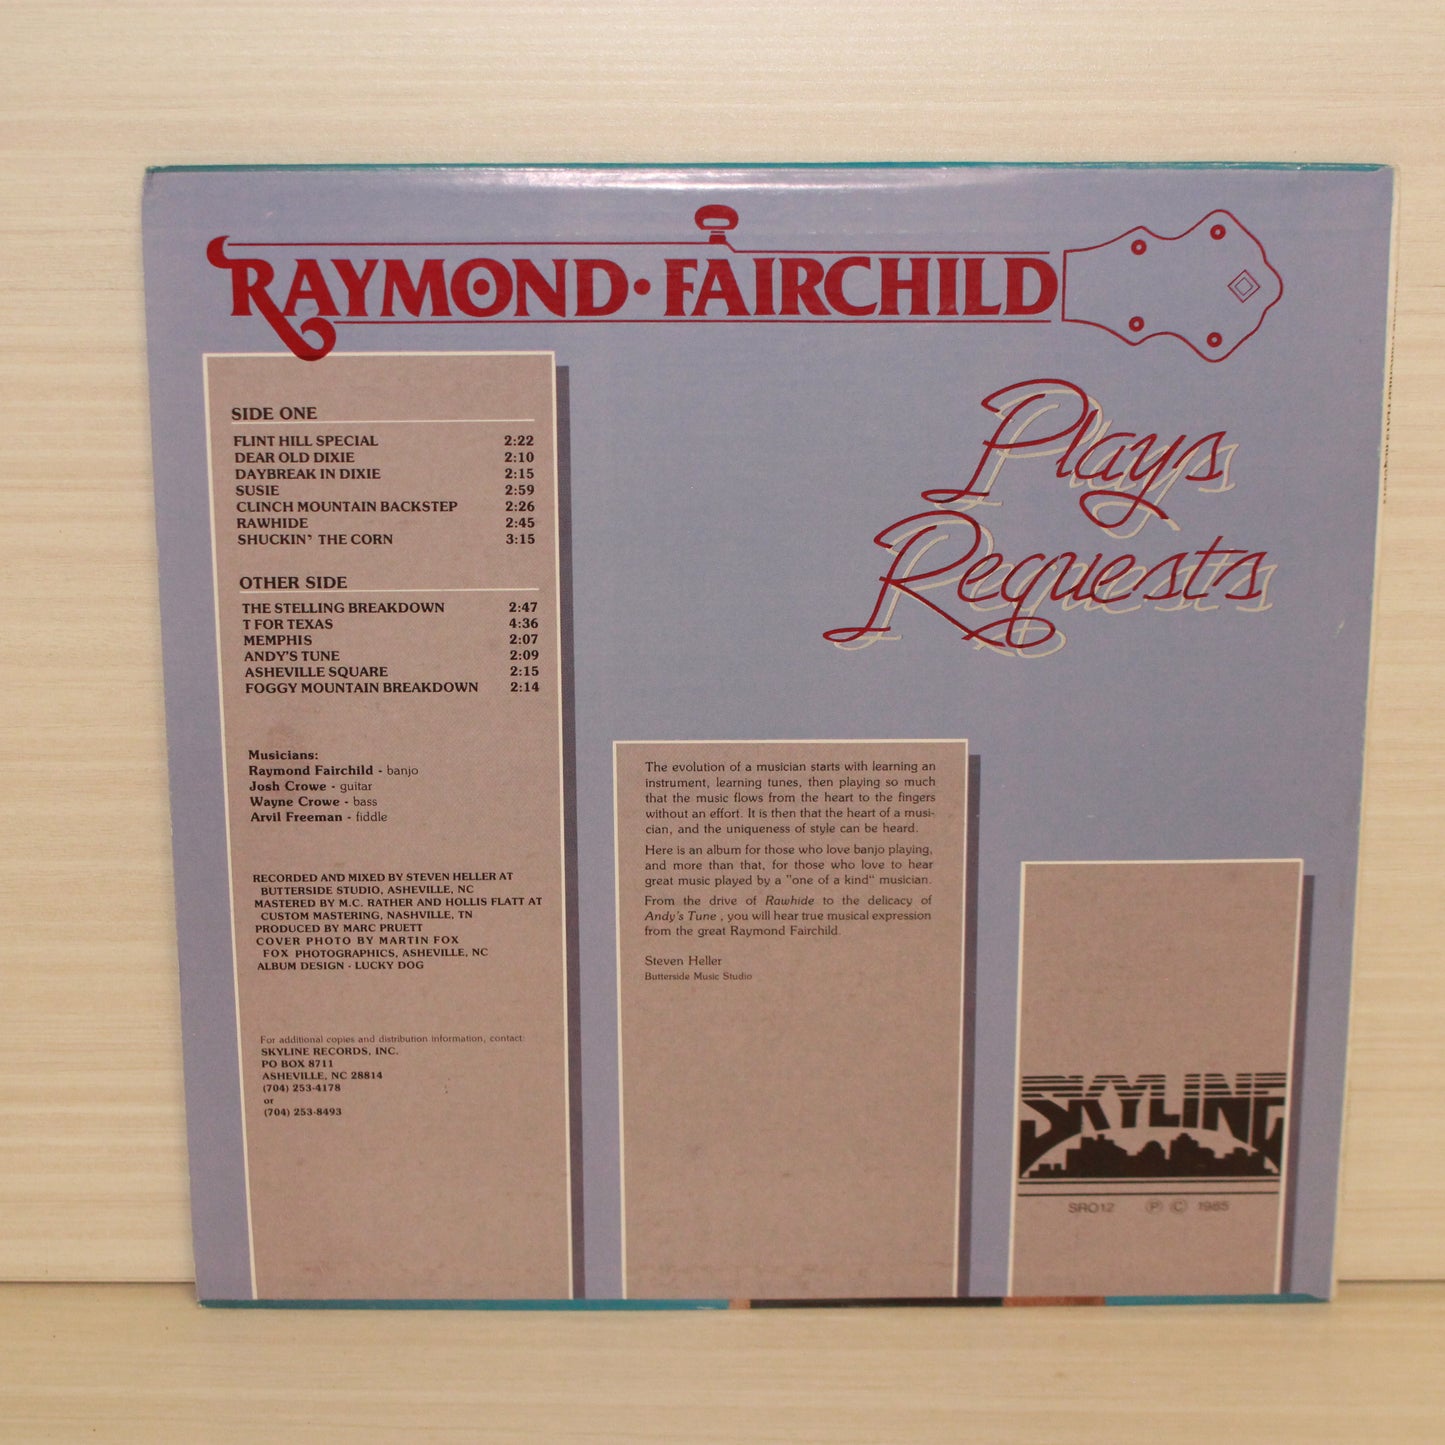 RAYMOND • FAIRCHILD
Plays
Requests
SIDE ONE
FLINT HILL SPECIAL 2:22
DEAR OLD DIXIE 2:10
DAYBREAK IN DIXIE 2:15
SUSIE 2:59
CLINCH MOUNTAIN BACKSTEP 2:26
RAWHIDE 2:45
SHUCKIN' THE CORN 3:15
OTHER SIDE
THE STELLING BREAKDOWN 2:47
T FOR TEXAS 4:36
MEMPHIS 2:07
ANDY'S TUNE 2:09
ASHEVILLE SQUARE 2:15
FOGGY MOUNTAIN BREAKDOWN 2:14
Musicians:
Raymond Fairchild - banjo
Josh Crowe - guitar
Wayne Crowe - bass
Arvil Freeman - fiddle
RECORDED AND MIXED BY STEVEN HELLER AT
BUTTERSIDE STUDIO, ASHEVILLE, NC
MASTERED BY M.C. RATHER AND HOLLIS FLATT AT
CUSTOM MASTERING, NASHVILLE, TN
PRODUCED BY MARC PRUETT
COVER PHOTO BY MARTIN FOX
FOX PHOTOGRAPHICS, ASHEVILLE, NC
ALBUM DESIGN - LUCKY DOG
For additional copies and distribution information, contact:
SKYLINE RECORDS, INC.
PO BOX 8711
ASHEVILLE, NC 28814
(704) 253-4178
or
(704) 253-8493
The evolution of a musician starts with learning an
instrument, learning tunes, then playing so much
that the music flows from the heart to the fingers
without an effort. It is then that the heart of a musi-
cian, and the uniqueness of style can be heard.
Here is an album for those who love banjo playing,
and more than that, for those who love to hear
great music played by a "one of a kind" musician.
From the drive of Rawhide to the delicacy of
Andy's Tune , you will hear true musical expression
from the great Raymond Fairchild.
Steven Heller
Butterside Music Studio
SKYLINE
SR012 Ⓟ © 1985